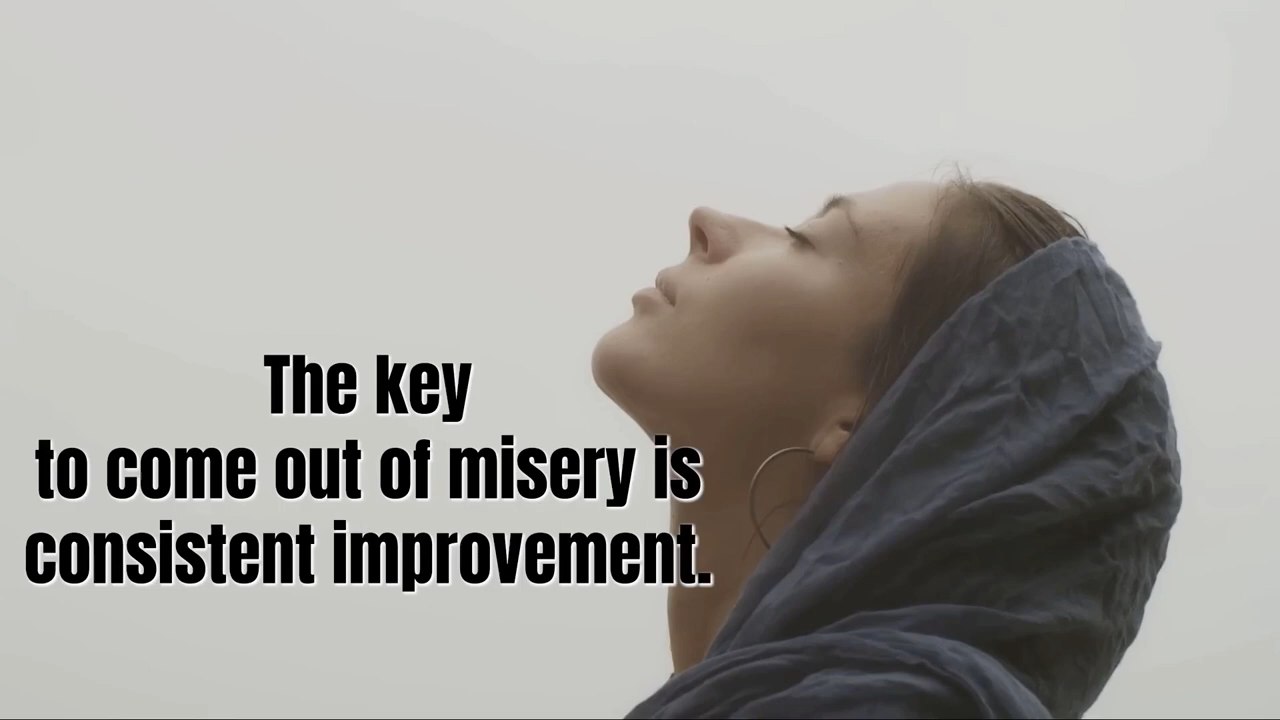 The key
to come out of misery is
consistent improvement.